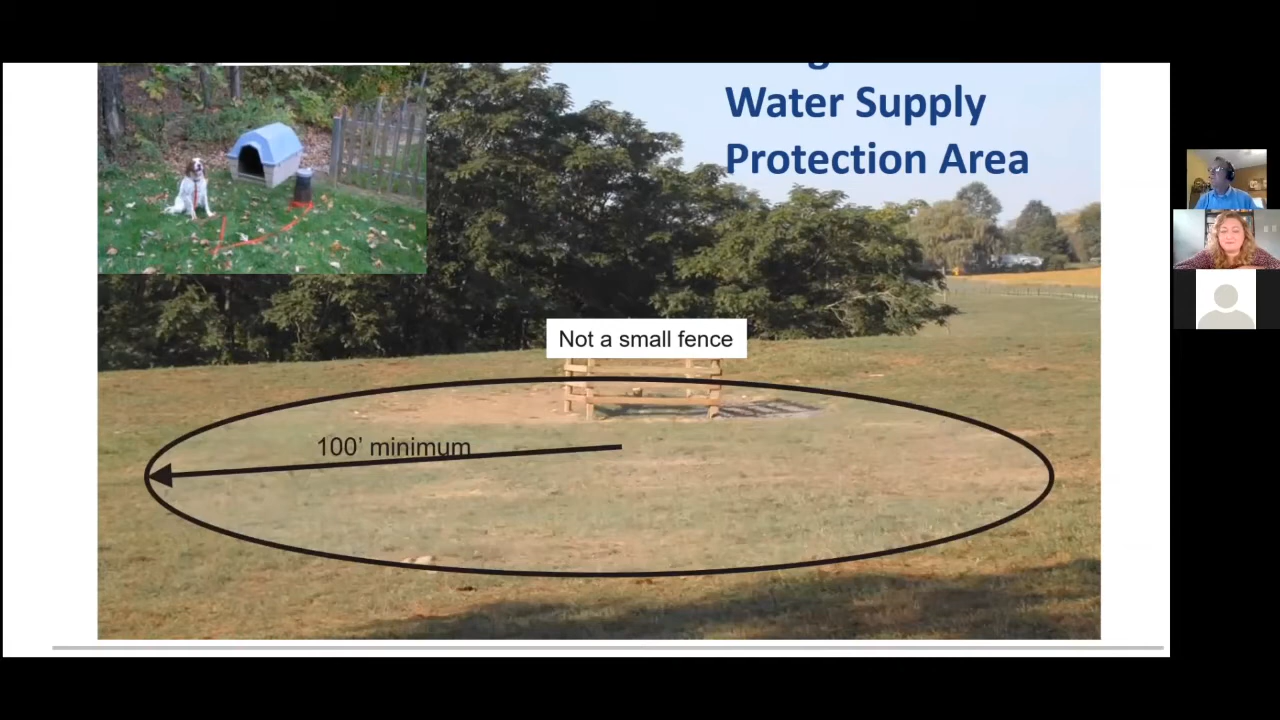 Water Supply
Protection Area
Not a small fence
100’ minimum